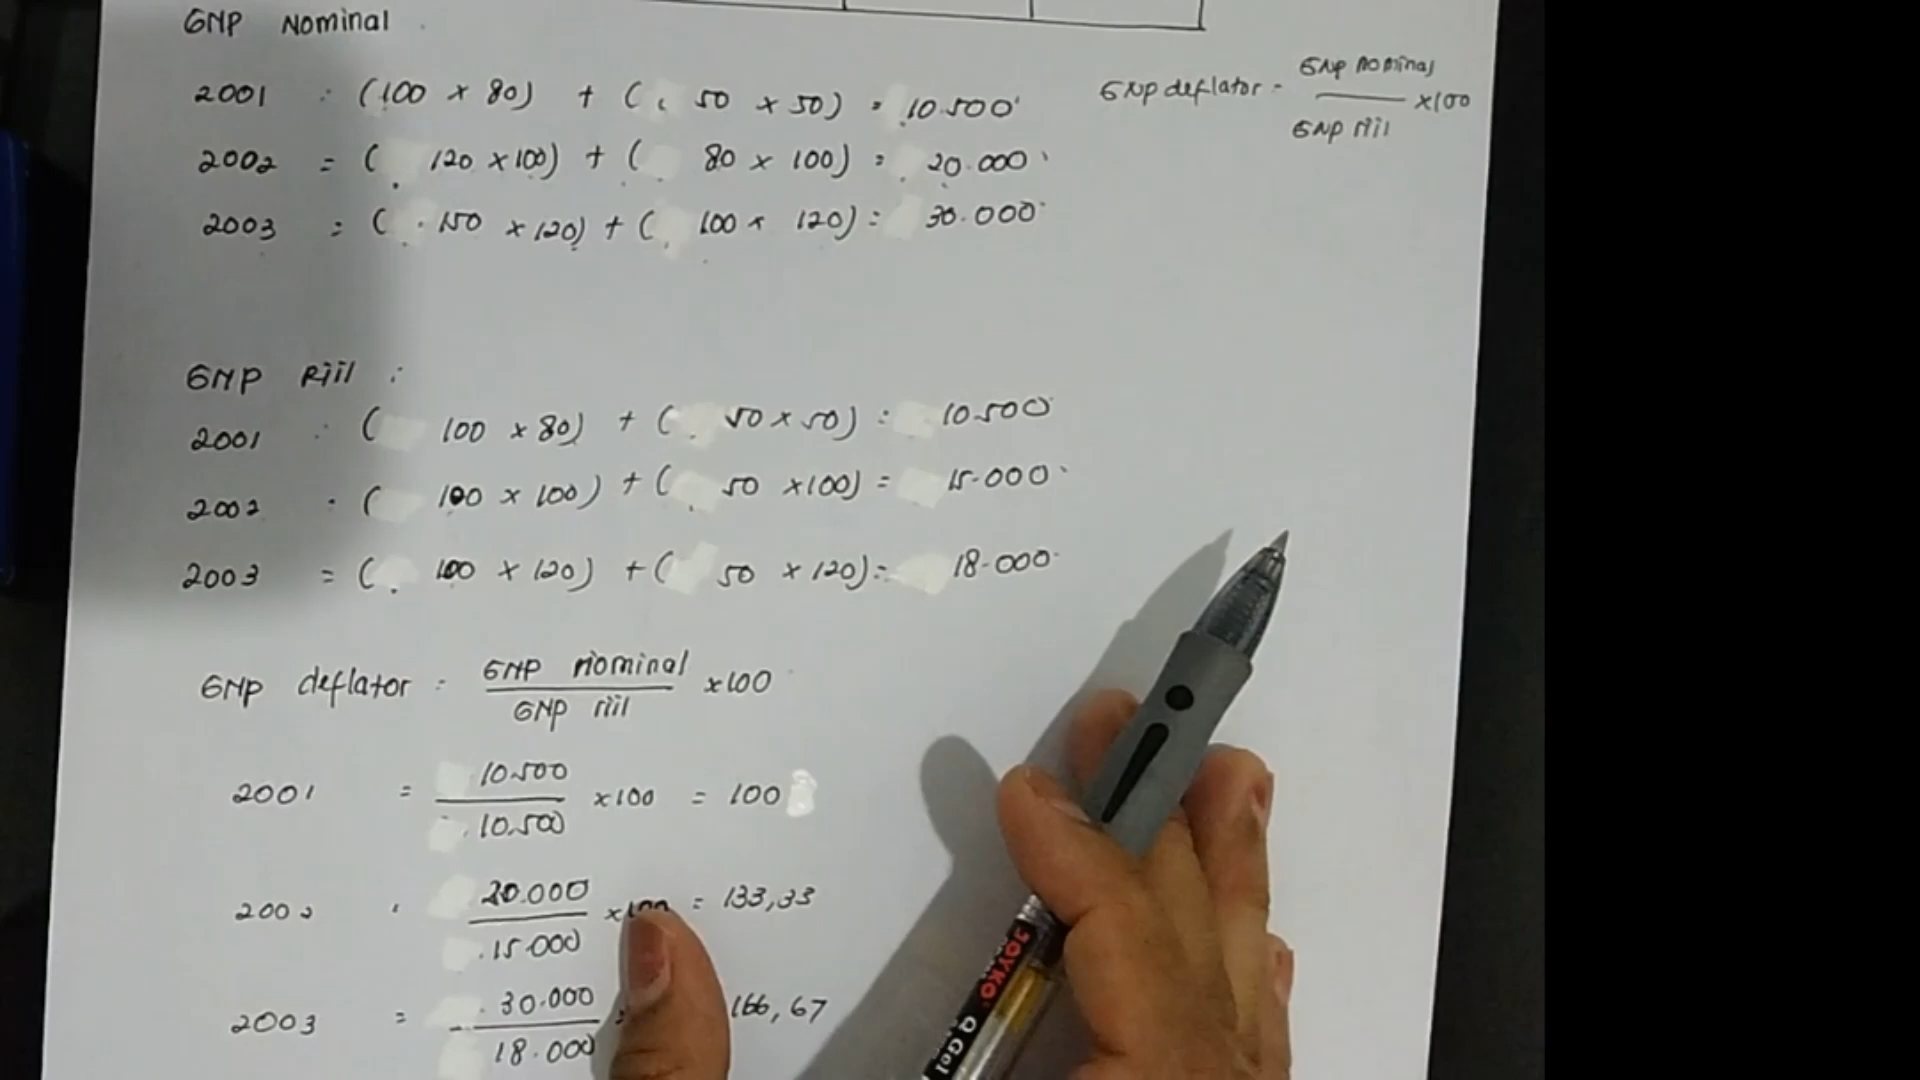 GNP Nominal
2001 : (100 x 80) + ( 50 x 50) = 10.500
2002 = ( 120 x 100) + ( 80 x 100) = 20.000
2003 = ( 150 x 120) + ( 100 x 120) = 30.000
GNP deflator = GNP nominal
x100
GNP riil
GNP Riil :
2001 : ( 100 x 80) + ( 50 x 50) = 10.500
2002 : ( 100 x 100) + ( 50 x 100) = 15.000
2003 = ( 100 x 120) + ( 50 x 120) = 18.000
GNP deflator : GNP nominal
x100
GNP riil
2001 = 10.500
x100 = 100
10.500
2002 20.000
x100 = 133,33
15.000
2003 = 30.000
166,67
18.000
JOYKO
Q Gel